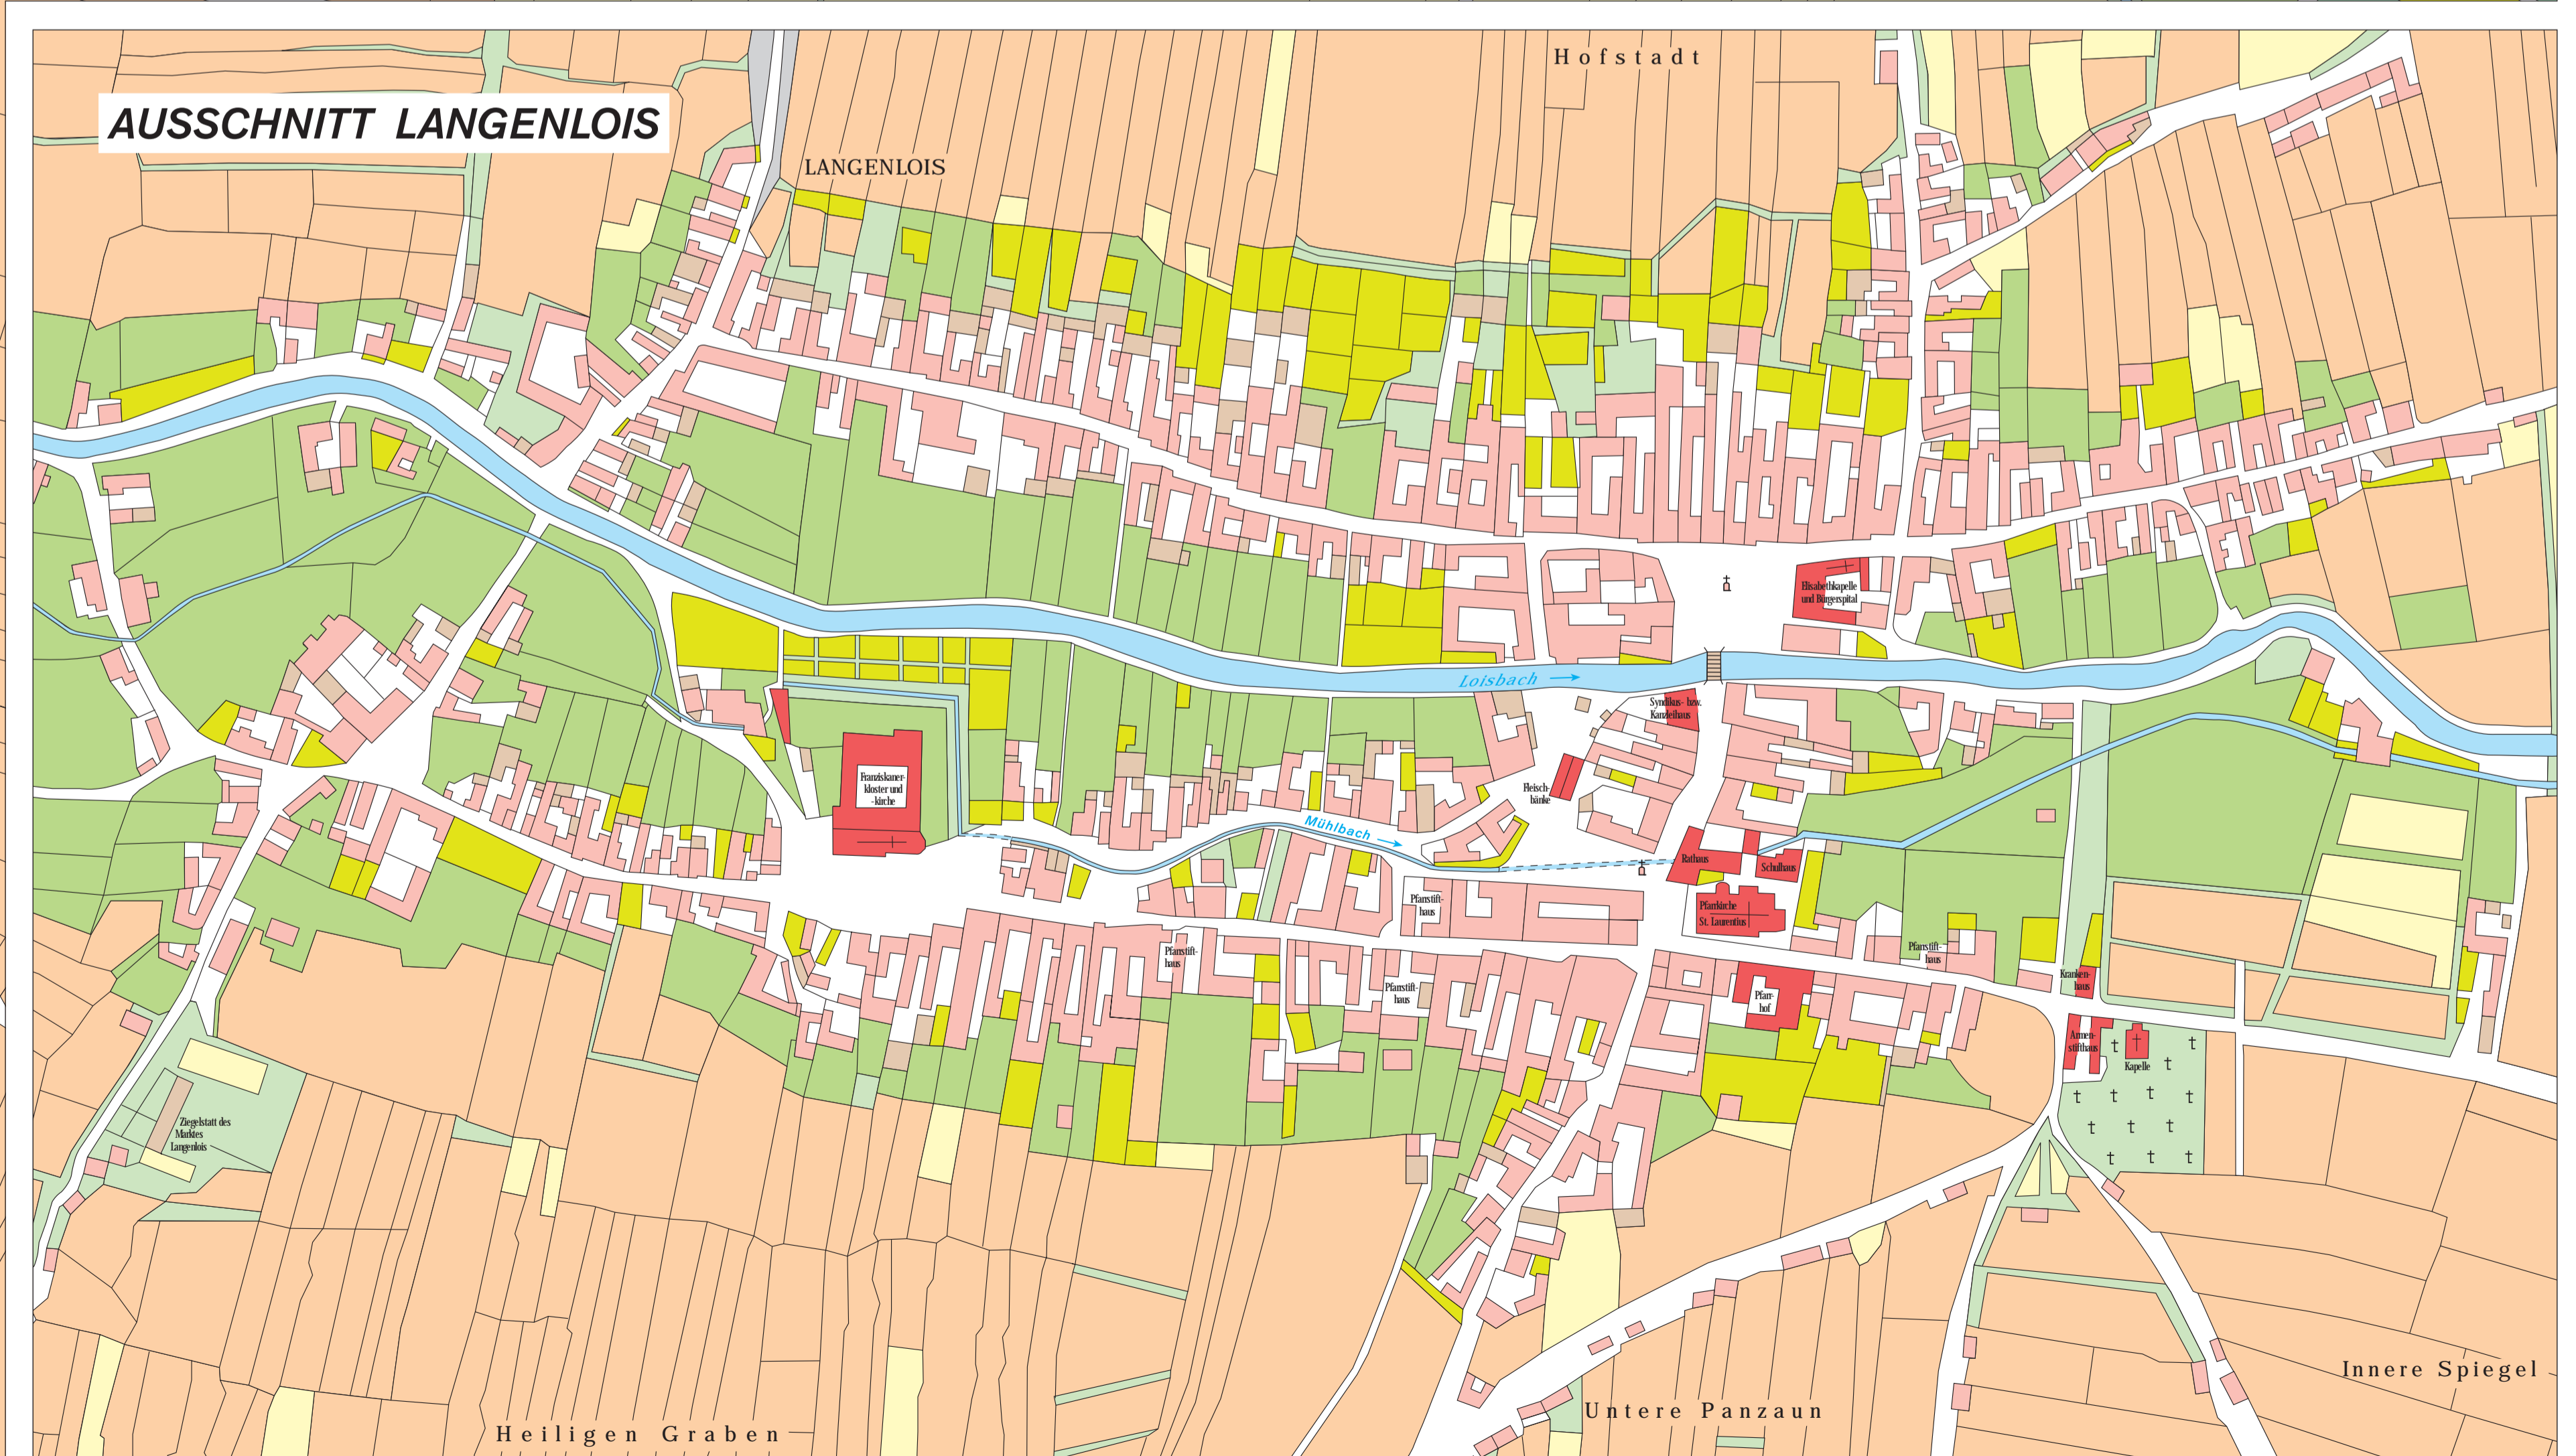 Hofstadt
AUSSCHNITT LANGENLOIS
LANGENLOIS
Elisabethkapelle
und Bürgerspital
Loisbach
Syndikus- bzw.
Kanzleihaus
Franziskaner-
kloster und
-kirche
Fleisch-
bänke
Mühlbach
Rathaus
Schulhaus
Pfarrkirche
St. Laurentius
Pfarrstift-
haus
Pfarrstift-
haus
Pfarrstift-
haus
Pfarrstift-
haus
Pfarr-
hof
Kranken-
haus
Armen-
stifthaus
Kapelle
Ziegelstatt des
Marktes
Langenlois
Innere Spiegel
Untere Panzaun
Heiligen Graben